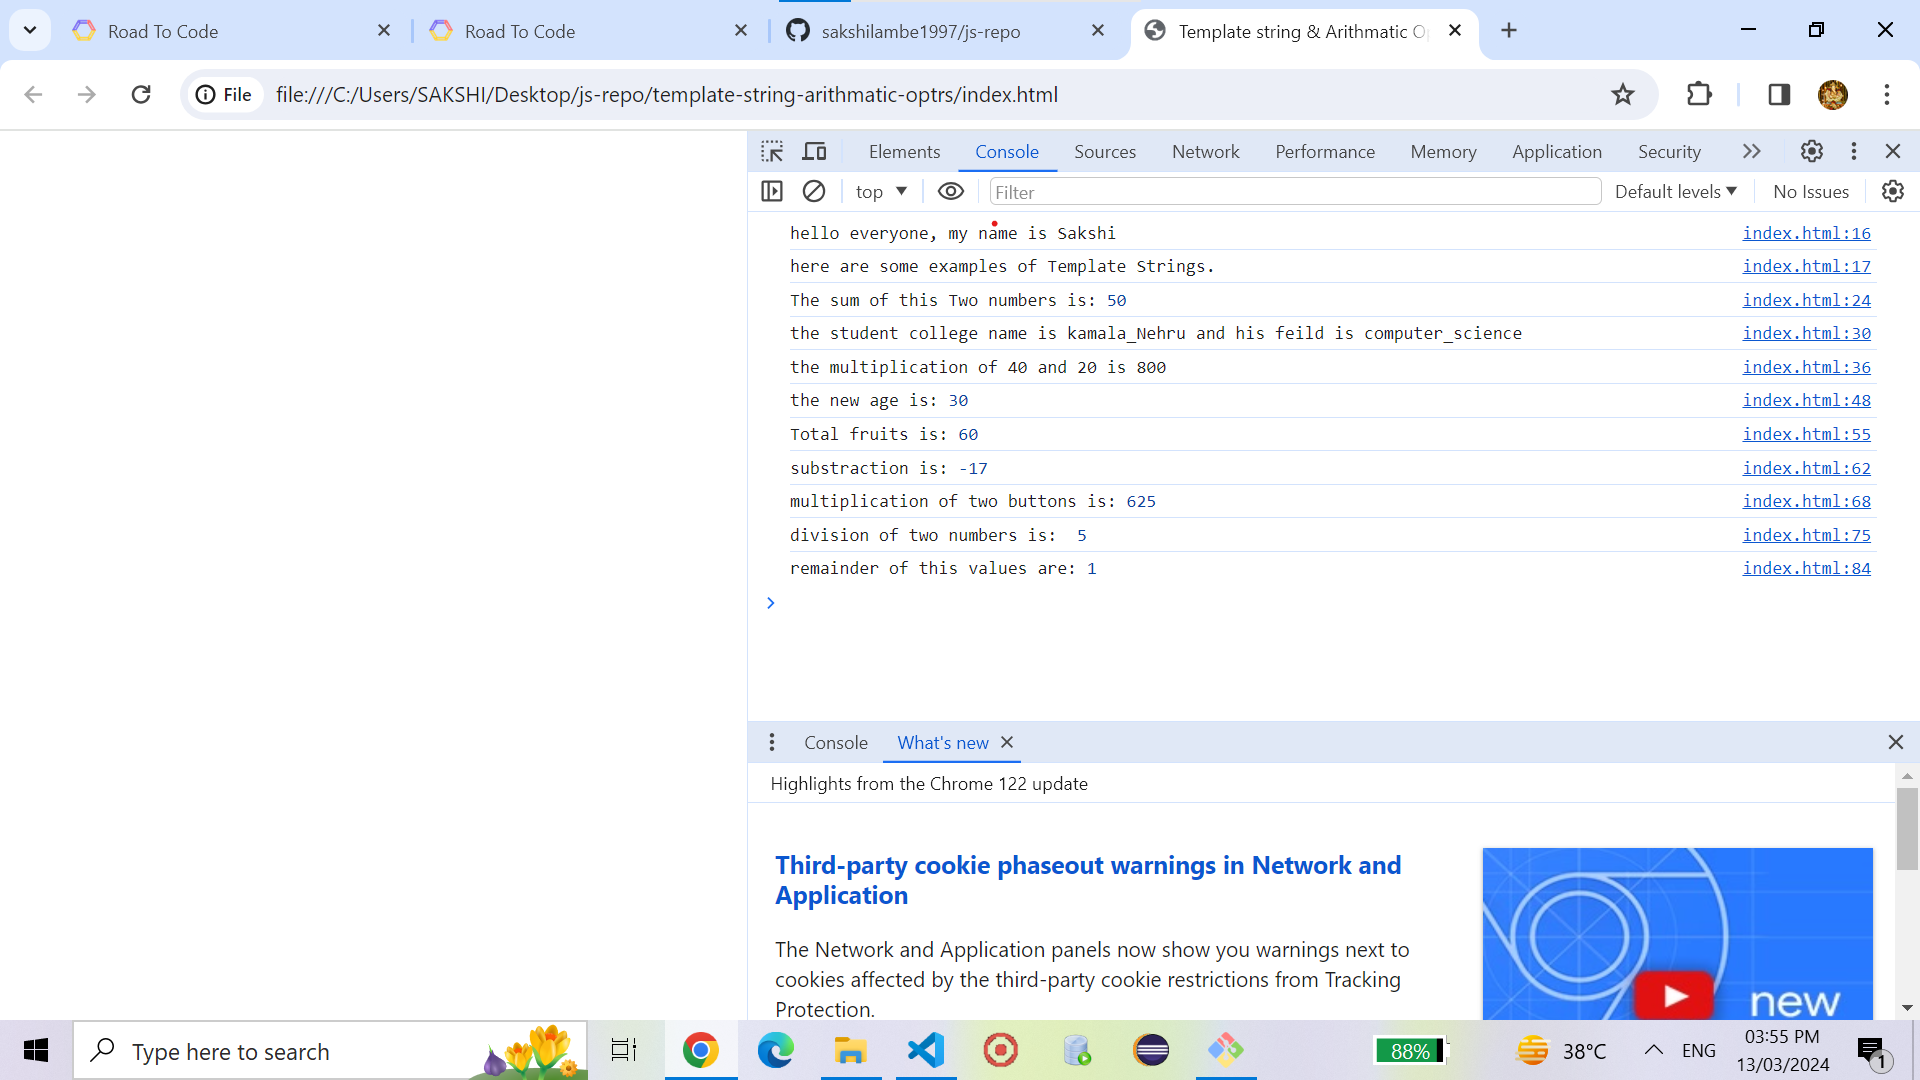 Road To Code
Road To Code
sakshilambe1997/js-repo
Template string & Arithmatic O
File
file:///C:/Users/SAKSHI/Desktop/js-repo/template-string-arithmatic-optrs/index.html
Elements
Console
Sources
Network
Performance
Memory
Application
Security
top
Filter
Default levels
No Issues
hello everyone, my name is Sakshi index.html:16
here are some examples of Template Strings. index.html:17
The sum of this Two numbers is: 50 index.html:24
the student college name is kamala_Nehru and his feild is computer_science index.html:30
the multiplication of 40 and 20 is 800 index.html:36
the new age is: 30 index.html:48
Total fruits is: 60 index.html:55
substraction is: -17 index.html:62
multiplication of two buttons is: 625 index.html:68
division of two numbers is:  5 index.html:75
remainder of this values are: 1 index.html:84
Console
What's new
Highlights from the Chrome 122 update
Third-party cookie phaseout warnings in Network and
Application
The Network and Application panels now show you warnings next to
cookies affected by the third-party cookie restrictions from Tracking
Protection.
new
Type here to search
88%
38°C
ENG
03:55 PM
13/03/2024
1